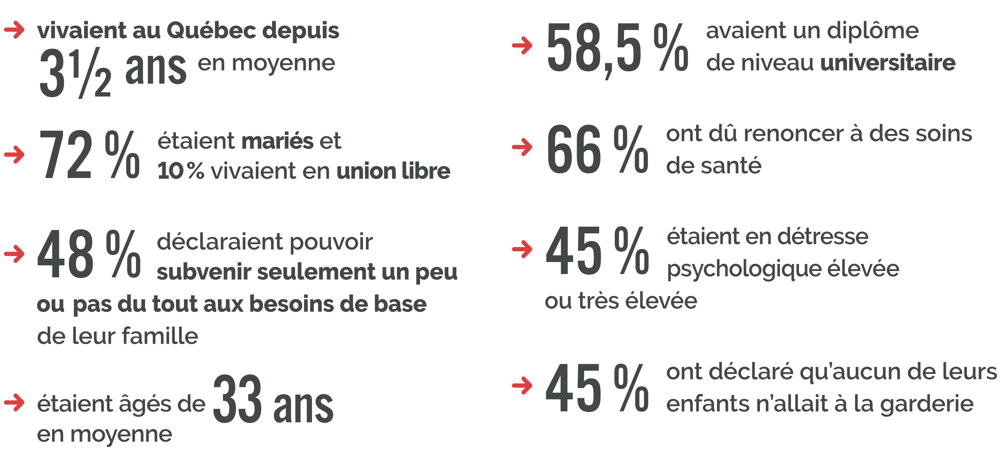 → vivaient au Québec depuis
3½ ans en moyenne
→ 72 % étaient mariés et
10 % vivaient en union libre
→ 48 % déclaraient pouvoir
subvenir seulement un peu
ou pas du tout aux besoins de base
de leur famille
→ étaient âgés de 33 ans
en moyenne
→ 58,5 % avaient un diplôme
de niveau universitaire
→ 66 % ont dû renoncer à des soins
de santé
→ 45 % étaient en détresse
psychologique élevée
ou très élevée
→ 45 % ont déclaré qu’aucun de leurs
enfants n’allait à la garderie